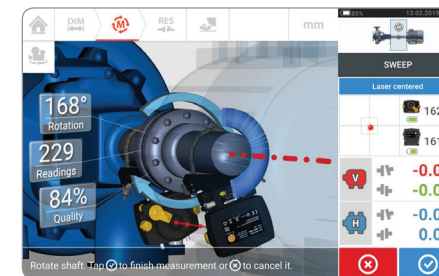 DIM
M
RES
mm
85%
13.02.2019
SWEEP
Laser centered
162
161
168°
Rotation
229
Readings
84%
Quality
V
-0.0
-0.0
H
-0.0
0.0
Rotate shaft. Tap ✓ to finish measurement or ⊗ to cancel it.